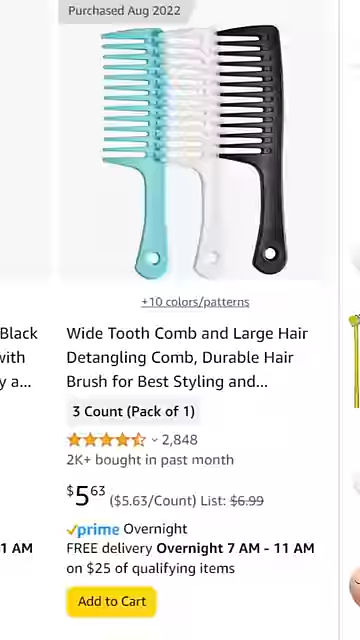 Purchased Aug 2022
+10 colors/patterns
Black
with
y a...
Wide Tooth Comb and Large Hair
Detangling Comb, Durable Hair
Brush for Best Styling and...
3 Count (Pack of 1)
2,848
2K+ bought in past month
$5 63 ($5.63/Count) List: $6.99
prime Overnight
1 AM
FREE delivery Overnight 7 AM - 11 AM
on $25 of qualifying items
Add to Cart